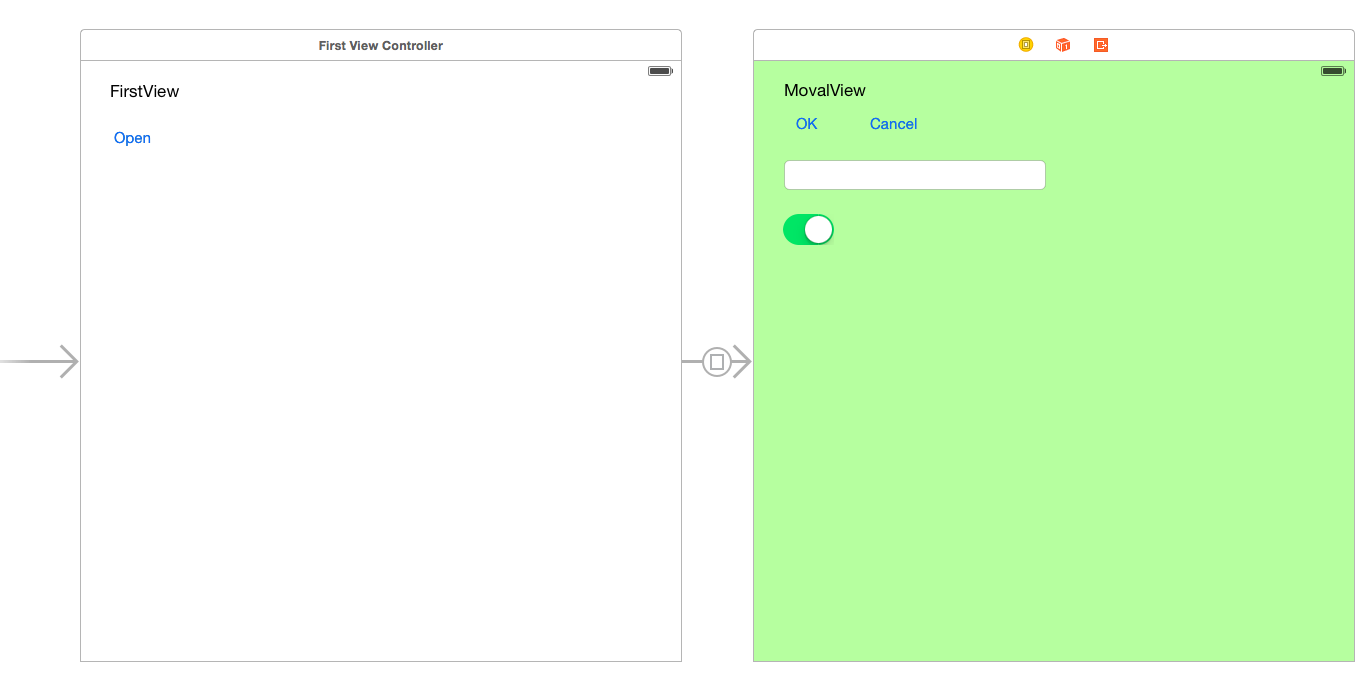 First View Controller
FirstView
Open
MovalView
OK
Cancel